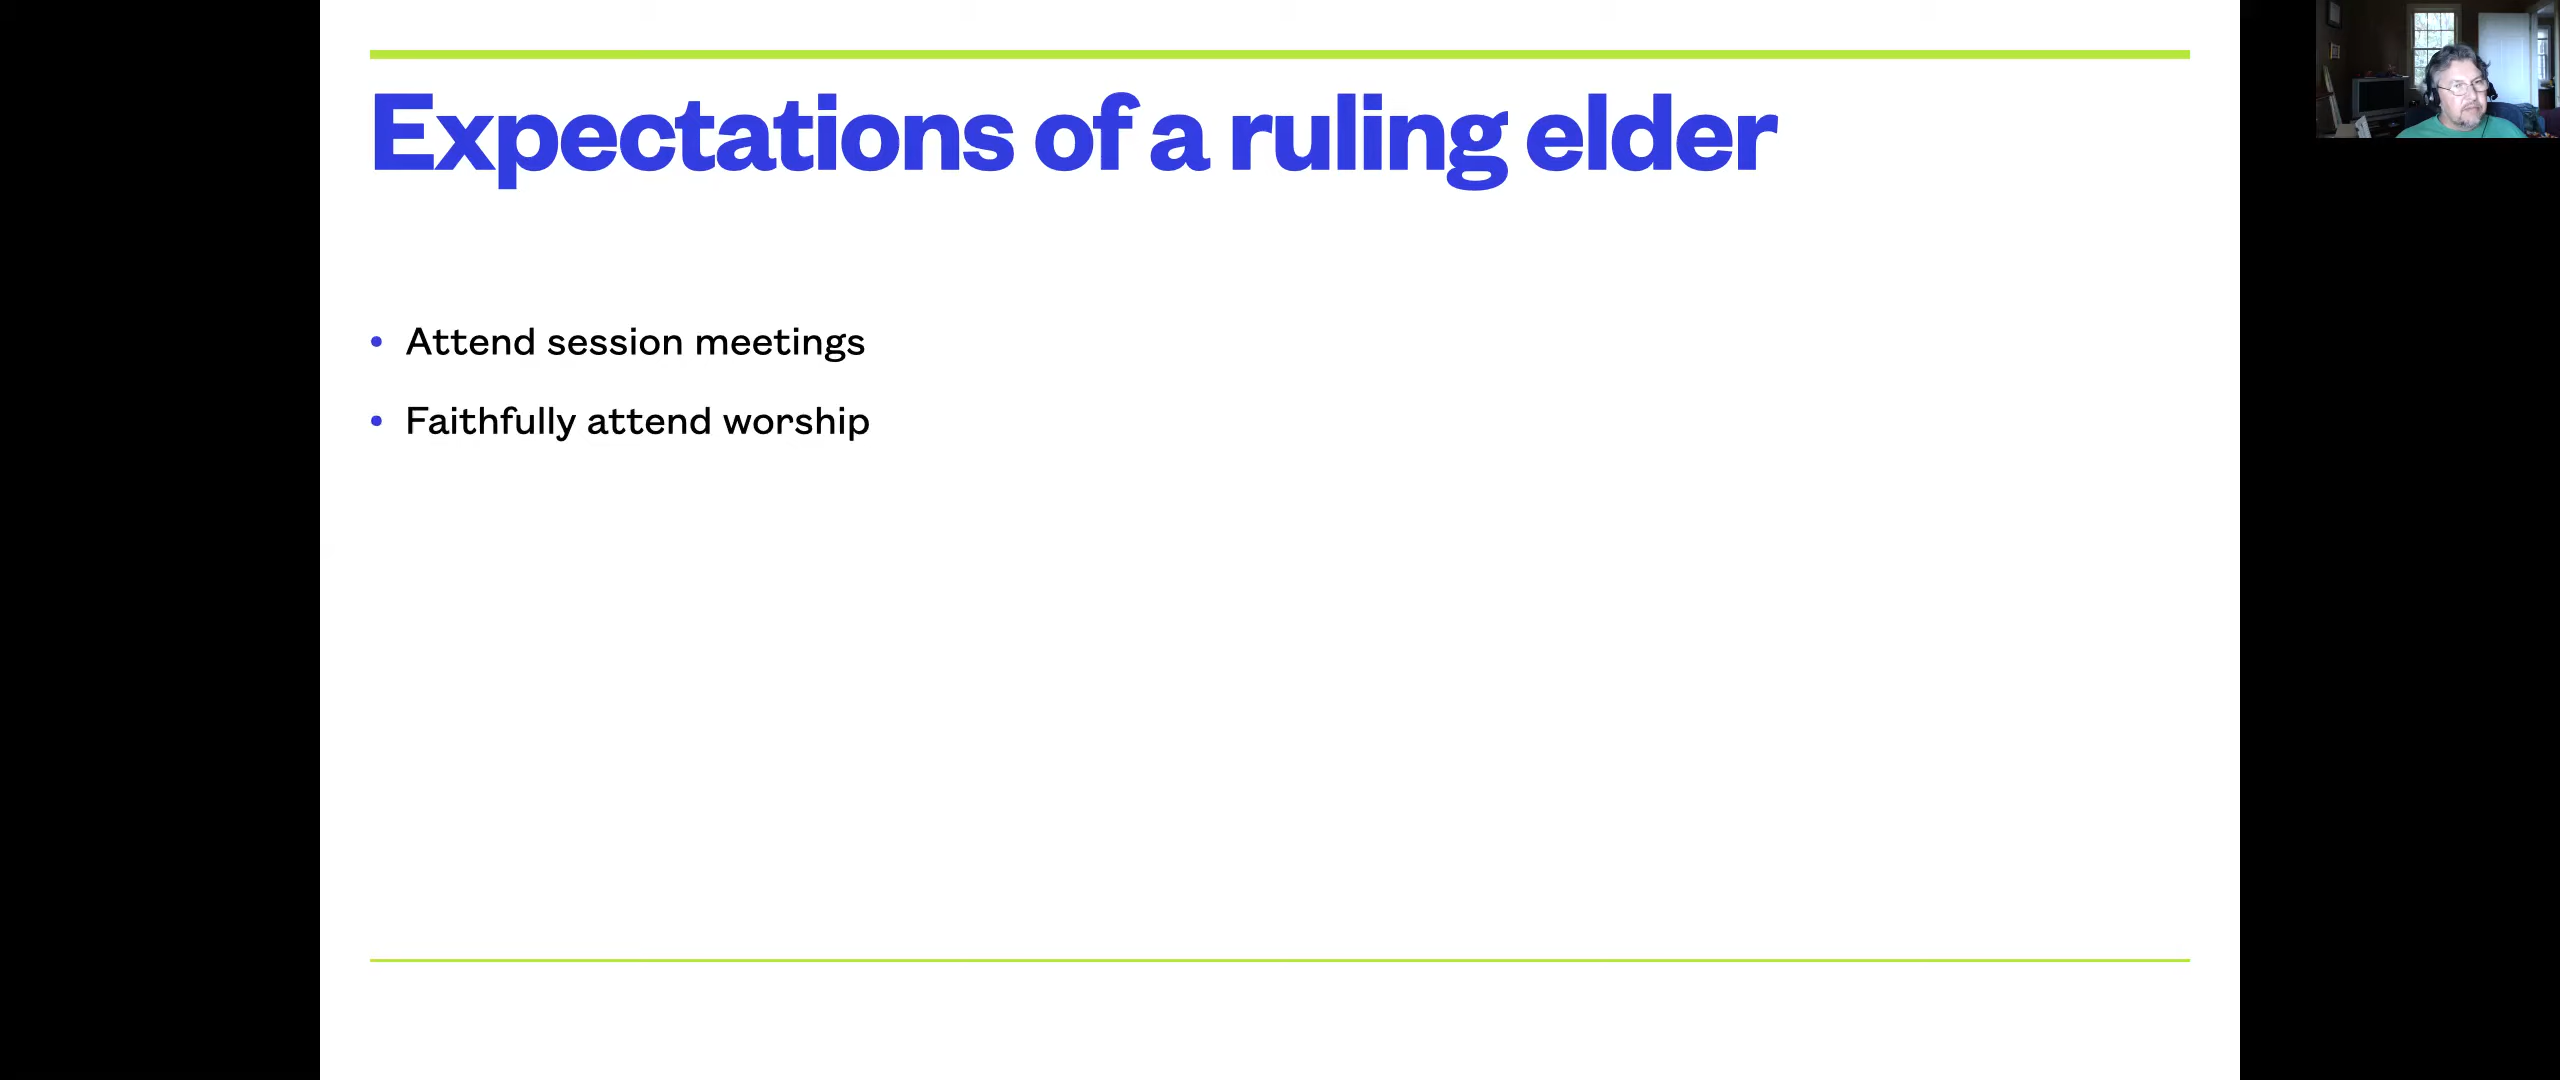 Expectations of a ruling elder
• Attend session meetings
• Faithfully attend worship